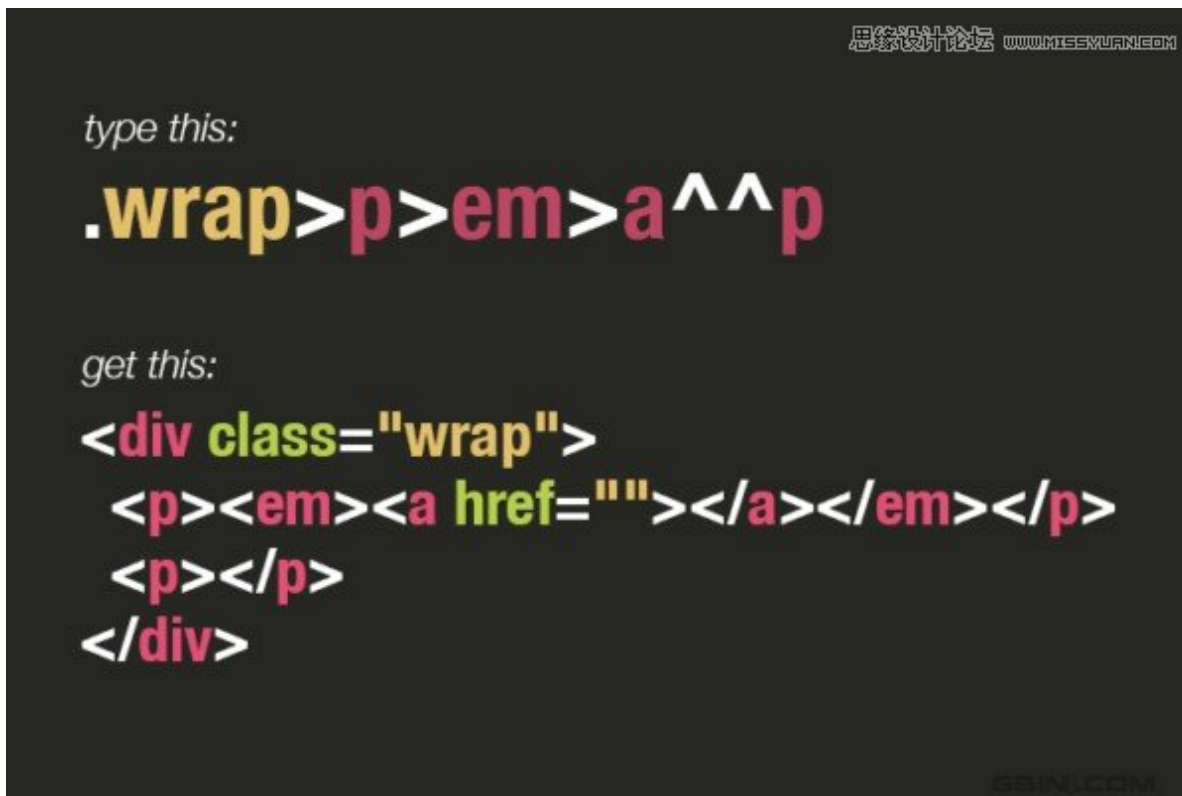 思缘设计论坛 WWW.MISSYUAN.COM
type this:
.wrap>p>em>a^^p
get this:
<div class="wrap">
<p><em><a href=""></a></em></p>
<p></p>
</div>
GBIN1.COM